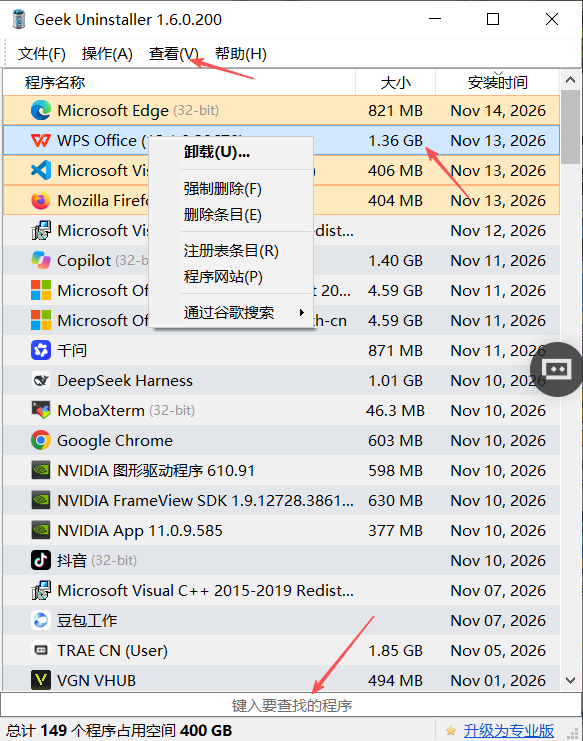 Geek Uninstaller 1.6.0.200
文件(F) 操作(A) 查看(V) 帮助(H)
程序名称 大小 安装时间
Microsoft Edge (32-bit) 821 MB Nov 14, 2026
WPS Office 1.36 GB Nov 13, 2026
卸载(U)...
Microsoft 406 MB Nov 13, 2026
强制删除(F)
Mozilla 404 MB Nov 13, 2026
删除条目(E)
Microsoft Redist... Nov 12, 2026
注册表条目(R)
Copilot 1.40 GB Nov 11, 2026
程序网站(P)
Microsoft 20... 4.59 GB Nov 11, 2026
通过谷歌搜索
Microsoft h-cn 4.59 GB Nov 11, 2026
千问 871 MB Nov 11, 2026
DeepSeek Harness 1.01 GB Nov 10, 2026
MobaXterm (32-bit) 46.3 MB Nov 10, 2026
Google Chrome 603 MB Nov 10, 2026
NVIDIA 图形驱动程序 610.91 598 MB Nov 10, 2026
NVIDIA FrameView SDK 1.9.12728.3861... 630 MB Nov 10, 2026
NVIDIA App 11.0.9.585 377 MB Nov 10, 2026
抖音 (32-bit) Nov 10, 2026
Microsoft Visual C++ 2015-2019 Redist... Nov 07, 2026
豆包工作 Nov 07, 2026
TRAE CN (User) 1.85 GB Nov 05, 2026
VGN VHUB 494 MB Nov 01, 2026
键入要查找的程序
总计 149 个程序占用空间 400 GB 升级为专业版